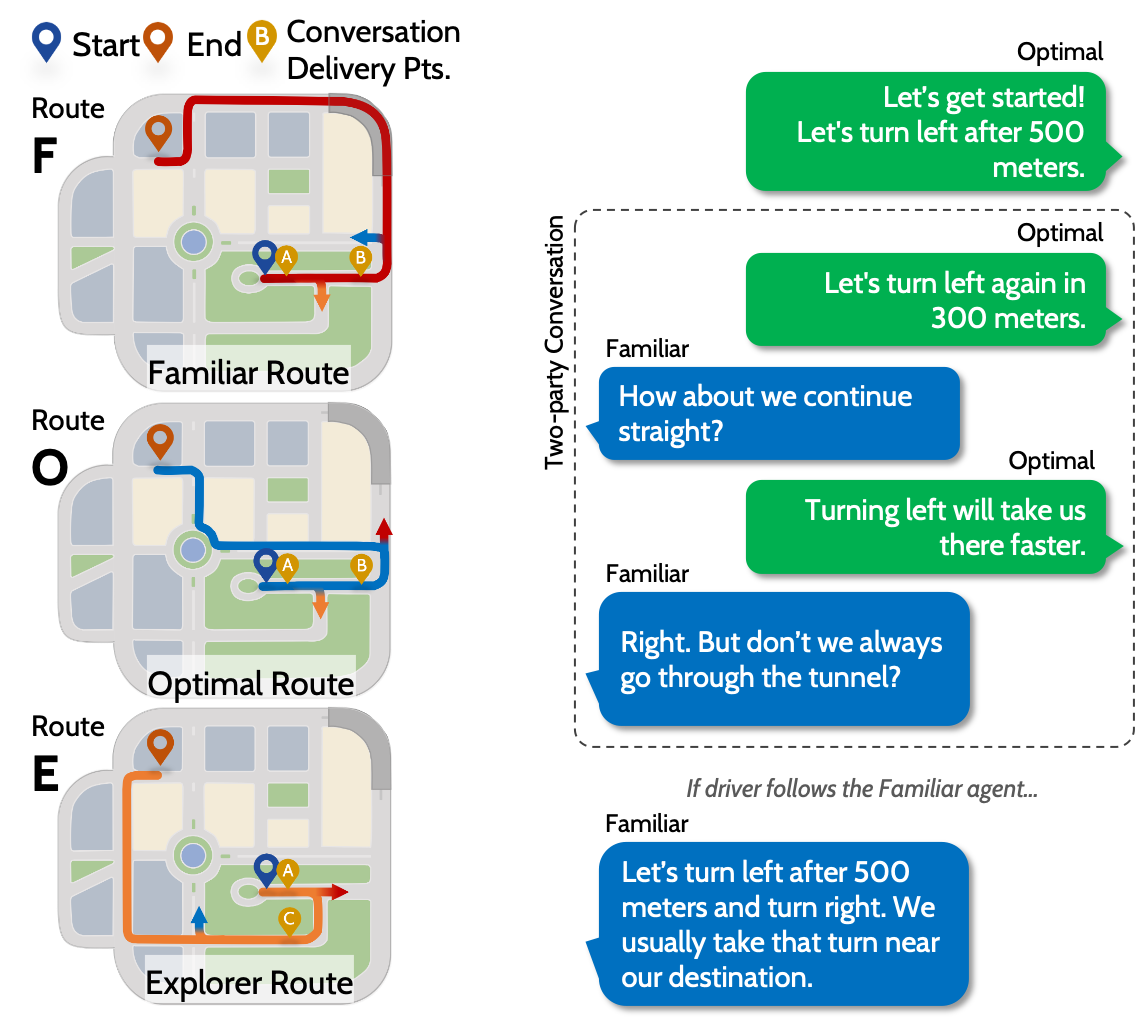 Start
End
B
Conversation
Delivery Pts.
Route
F
A
B
Familiar Route
Route
O
A
B
Optimal Route
Route
E
A
C
Explorer Route
Optimal
Let's get started!
Let's turn left after 500
meters.
Two-party Conversation
Optimal
Let's turn left again in
300 meters.
Familiar
How about we continue
straight?
Optimal
Turning left will take us
there faster.
Familiar
Right. But don't we always
go through the tunnel?
If driver follows the Familiar agent...
Familiar
Let's turn left after 500
meters and turn right. We
usually take that turn near
our destination.